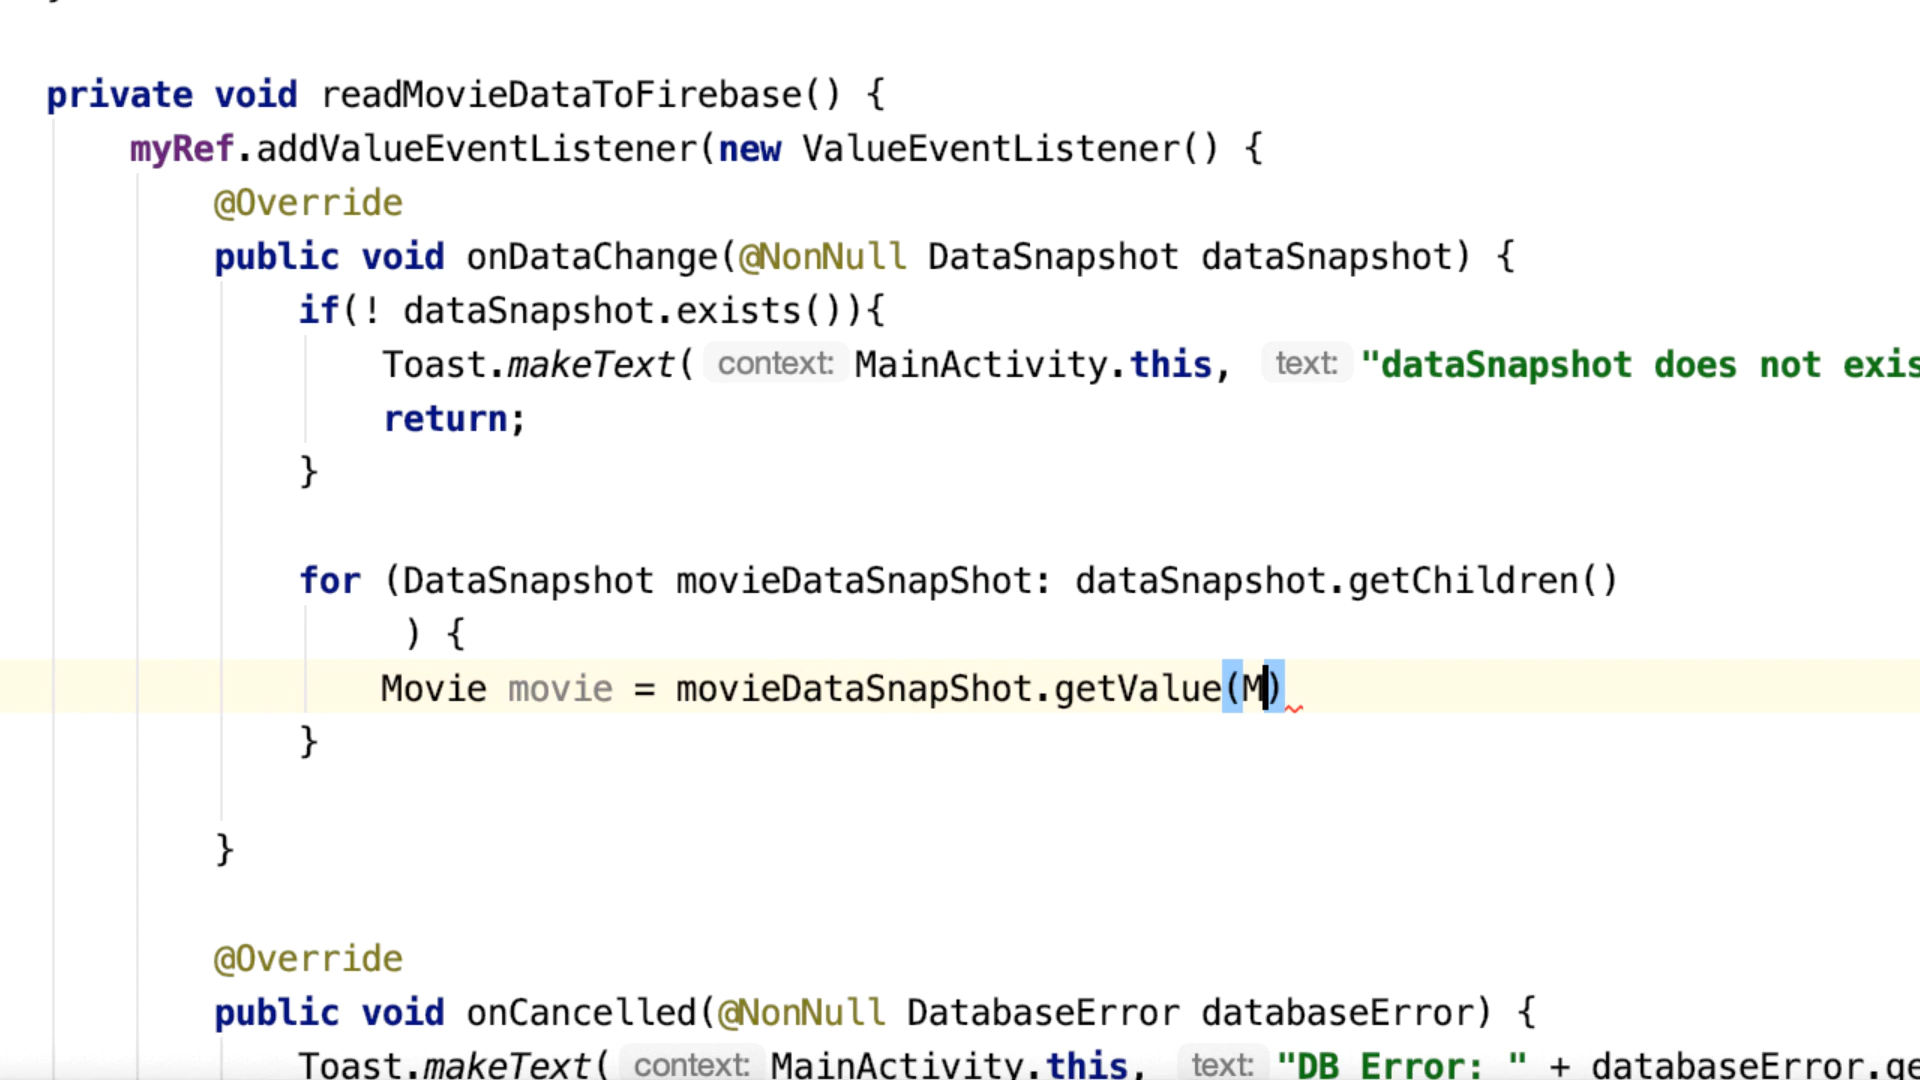 private void readMovieDataToFirebase() {
myRef.addValueEventListener(new ValueEventListener() {
@Override
public void onDataChange(@NonNull DataSnapshot dataSnapshot) {
if(! dataSnapshot.exists()){
Toast.makeText( context: MainActivity.this, text: "dataSnapshot does not exis
return;
}
for (DataSnapshot movieDataSnapShot: dataSnapshot.getChildren()
) {
Movie movie = movieDataSnapShot.getValue(M)
}
}
@Override
public void onCancelled(@NonNull DatabaseError databaseError) {
Toast.makeText( context: MainActivity.this, text: "DB Error: " + databaseError.ge